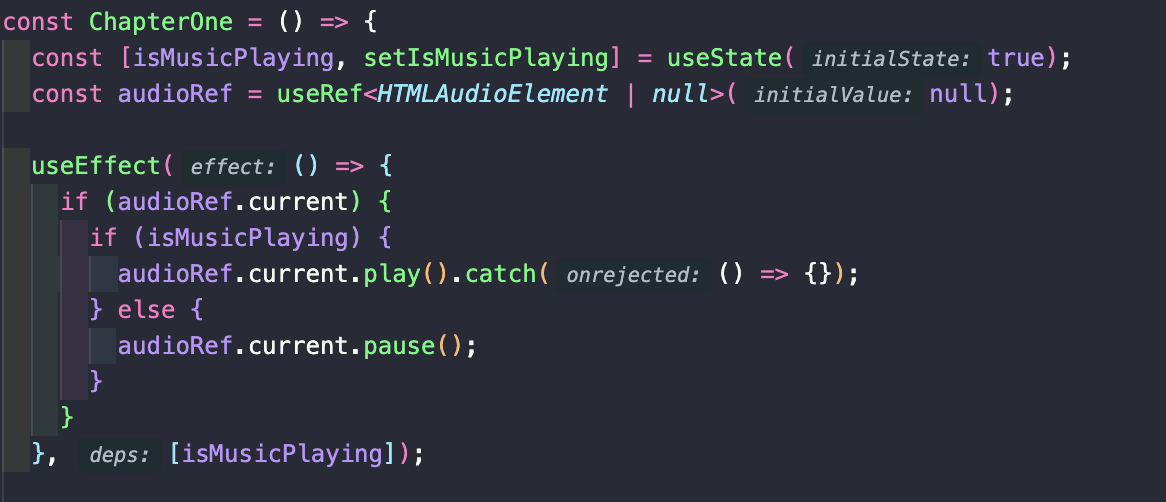 const ChapterOne = () => {
const [isMusicPlaying, setIsMusicPlaying] = useState( initialState: true);
const audioRef = useRef<HTMLAudioElement | null>( initialValue: null);
useEffect( effect: () => {
if (audioRef.current) {
if (isMusicPlaying) {
audioRef.current.play().catch( onrejected: () => {});
} else {
audioRef.current.pause();
}
}
}, deps: [isMusicPlaying]);